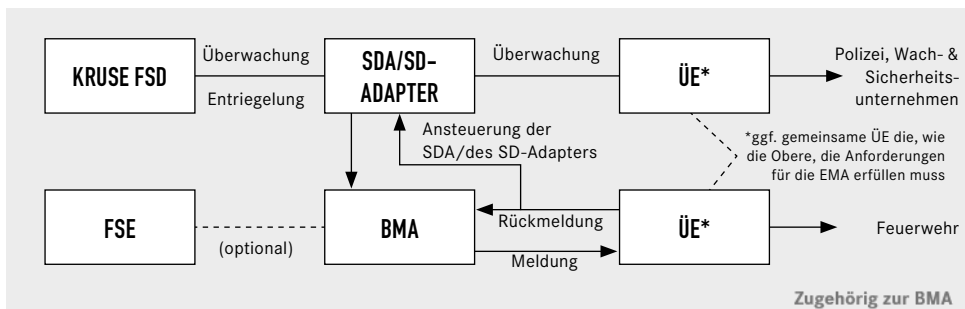 KRUSE FSD
Überwachung
Entriegelung
SDA/SD-
ADAPTER
Überwachung
ÜE*
Polizei, Wach- &
Sicherheits-
unternehmen
Ansteuerung der
SDA/des SD-Adapters
*ggf. gemeinsame ÜE die, wie
die Obere, die Anforderungen
für die EMA erfüllen muss
FSE
(optional)
BMA
Rückmeldung
Meldung
ÜE*
Feuerwehr
Zugehörig zur BMA